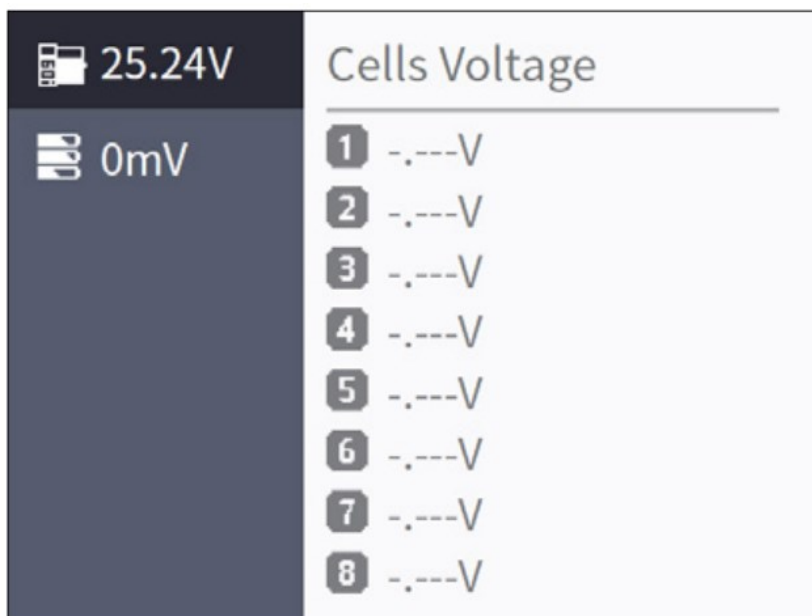 25.24V
0mV
Cells Voltage
1 -.---V
2 -.---V
3 -.---V
4 -.---V
5 -.---V
6 -.---V
7 -.---V
8 -.---V